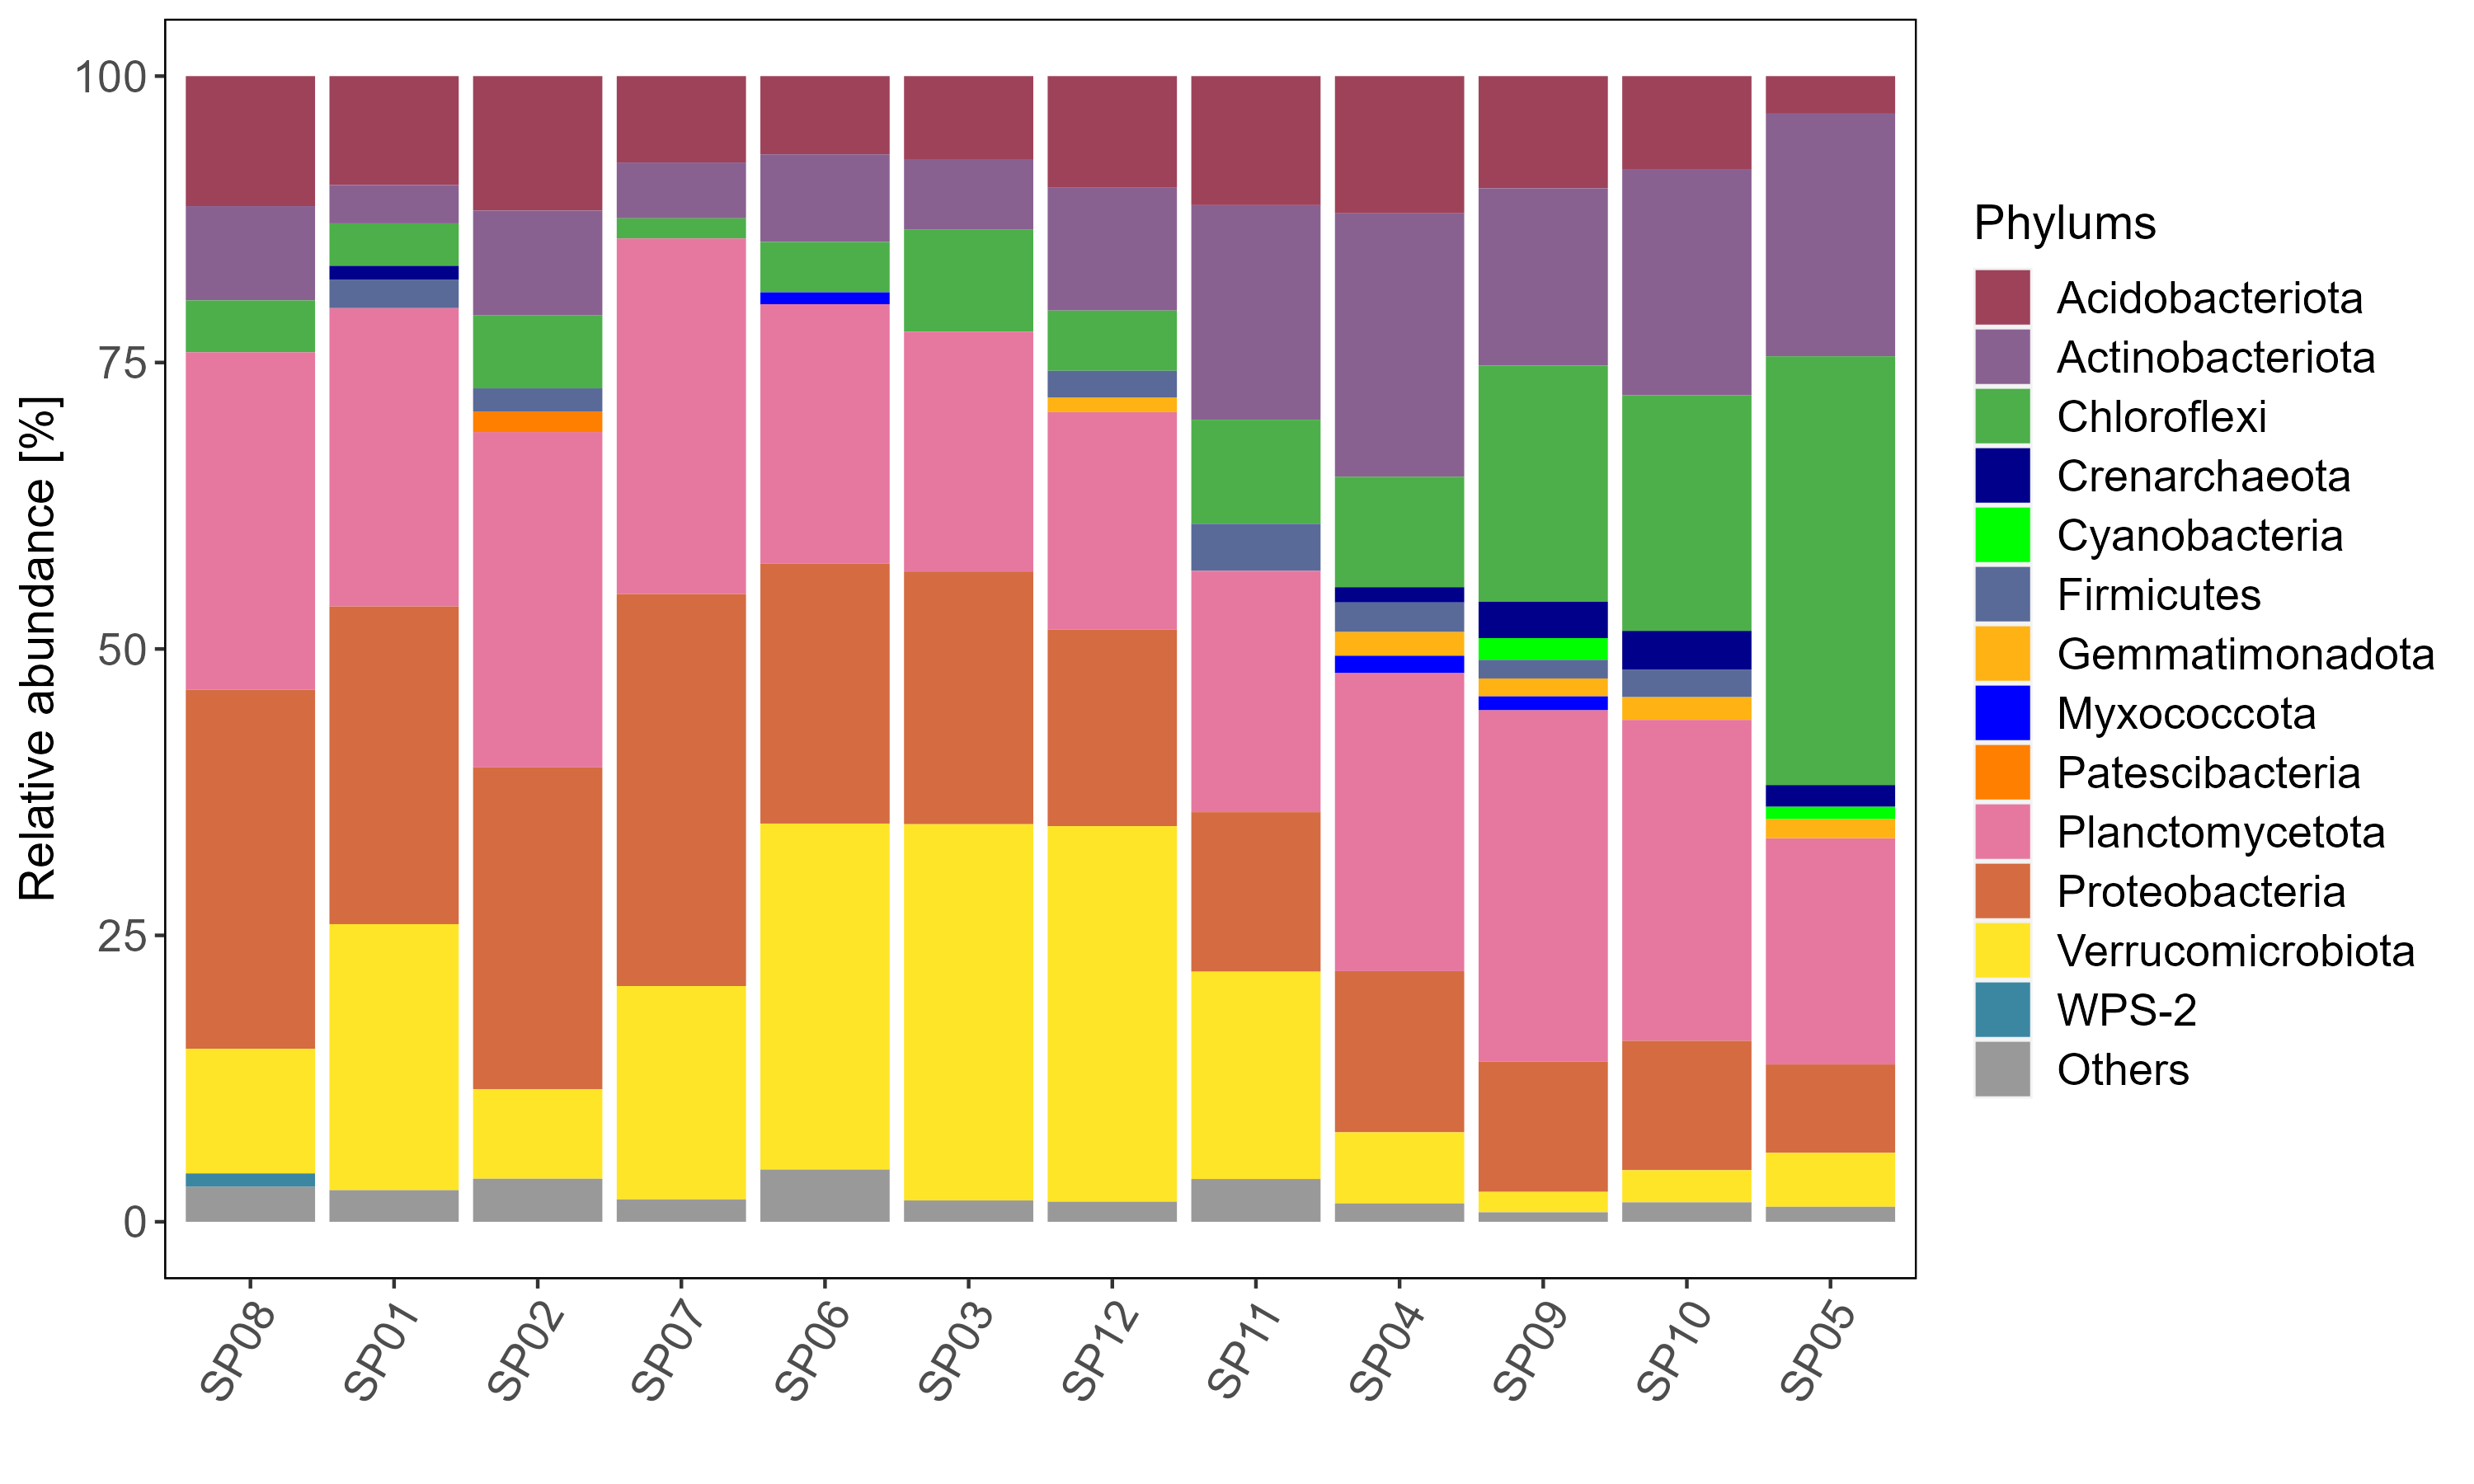 Relative abundance [%]
100
75
50
25
0
SP08
SP01
SP02
SP07
SP06
SP03
SP12
SP11
SP04
SP09
SP10
SP05
Phylums
Acidobacteriota
Actinobacteriota
Chloroflexi
Crenarchaeota
Cyanobacteria
Firmicutes
Gemmatimonadota
Myxococcota
Patescibacteria
Planctomycetota
Proteobacteria
Verrucomicrobiota
WPS-2
Others